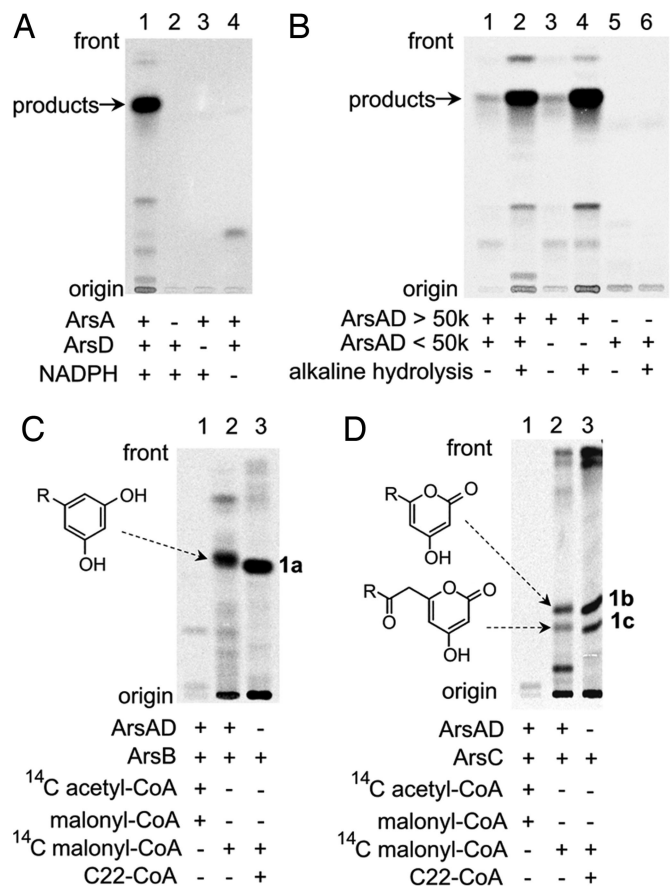 A
1 2 3 4
front
products
origin
ArsA + - + +
ArsD + + - +
NADPH + + + -
B
1 2 3 4 5 6
front
products
origin
ArsAD > 50k + + + + - -
ArsAD < 50k + + - - + +
alkaline hydrolysis - + - + - +
C
1 2 3
front
R
OH
OH
1a
origin
ArsAD + + -
ArsB + + +
14C acetyl-CoA + - -
malonyl-CoA + - -
14C malonyl-CoA - + +
C22-CoA - - +
D
1 2 3
front
R O O
OH
R O O
O
OH
1b
1c
origin
ArsAD + + -
ArsC + + +
14C acetyl-CoA + - -
malonyl-CoA + - -
14C malonyl-CoA - + +
C22-CoA - - +